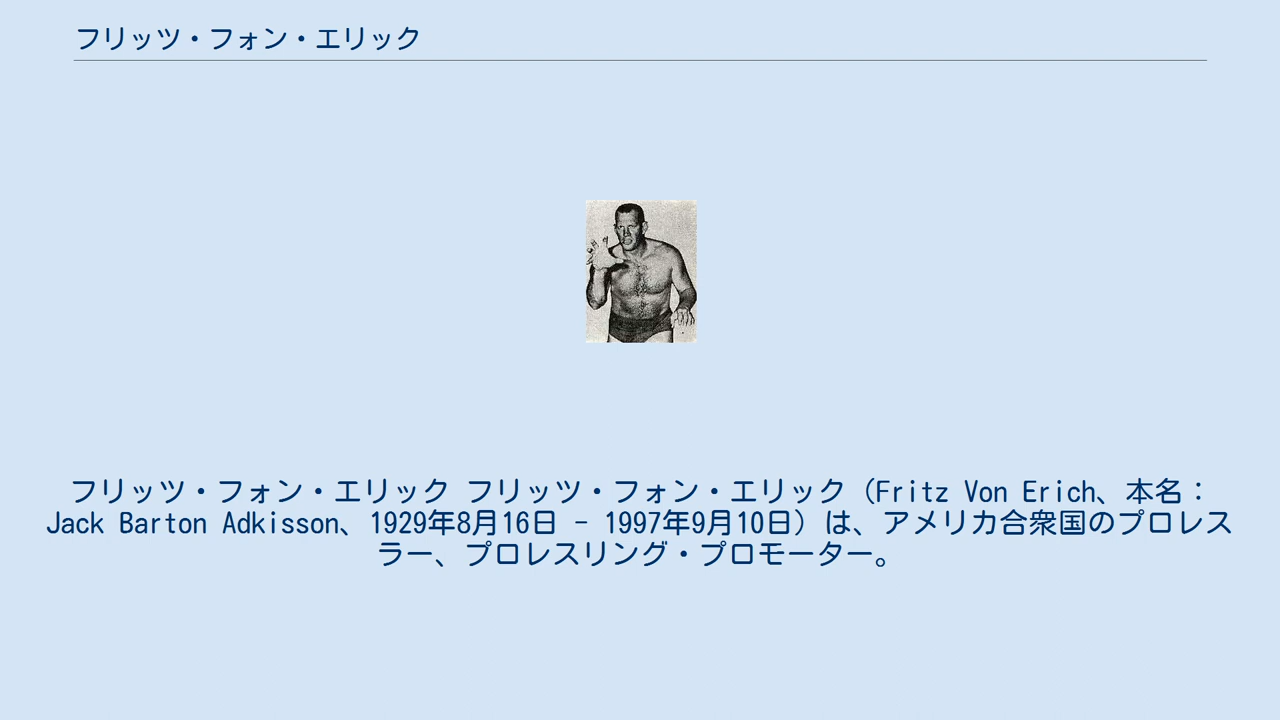 フリッツ・フォン・エリック
フリッツ・フォン・エリック フリッツ・フォン・エリック（Fritz Von Erich、本名：
Jack Barton Adkisson、1929年8月16日 - 1997年9月10日）は、アメリカ合衆国のプロレス
ラー、プロレスリング・プロモーター。